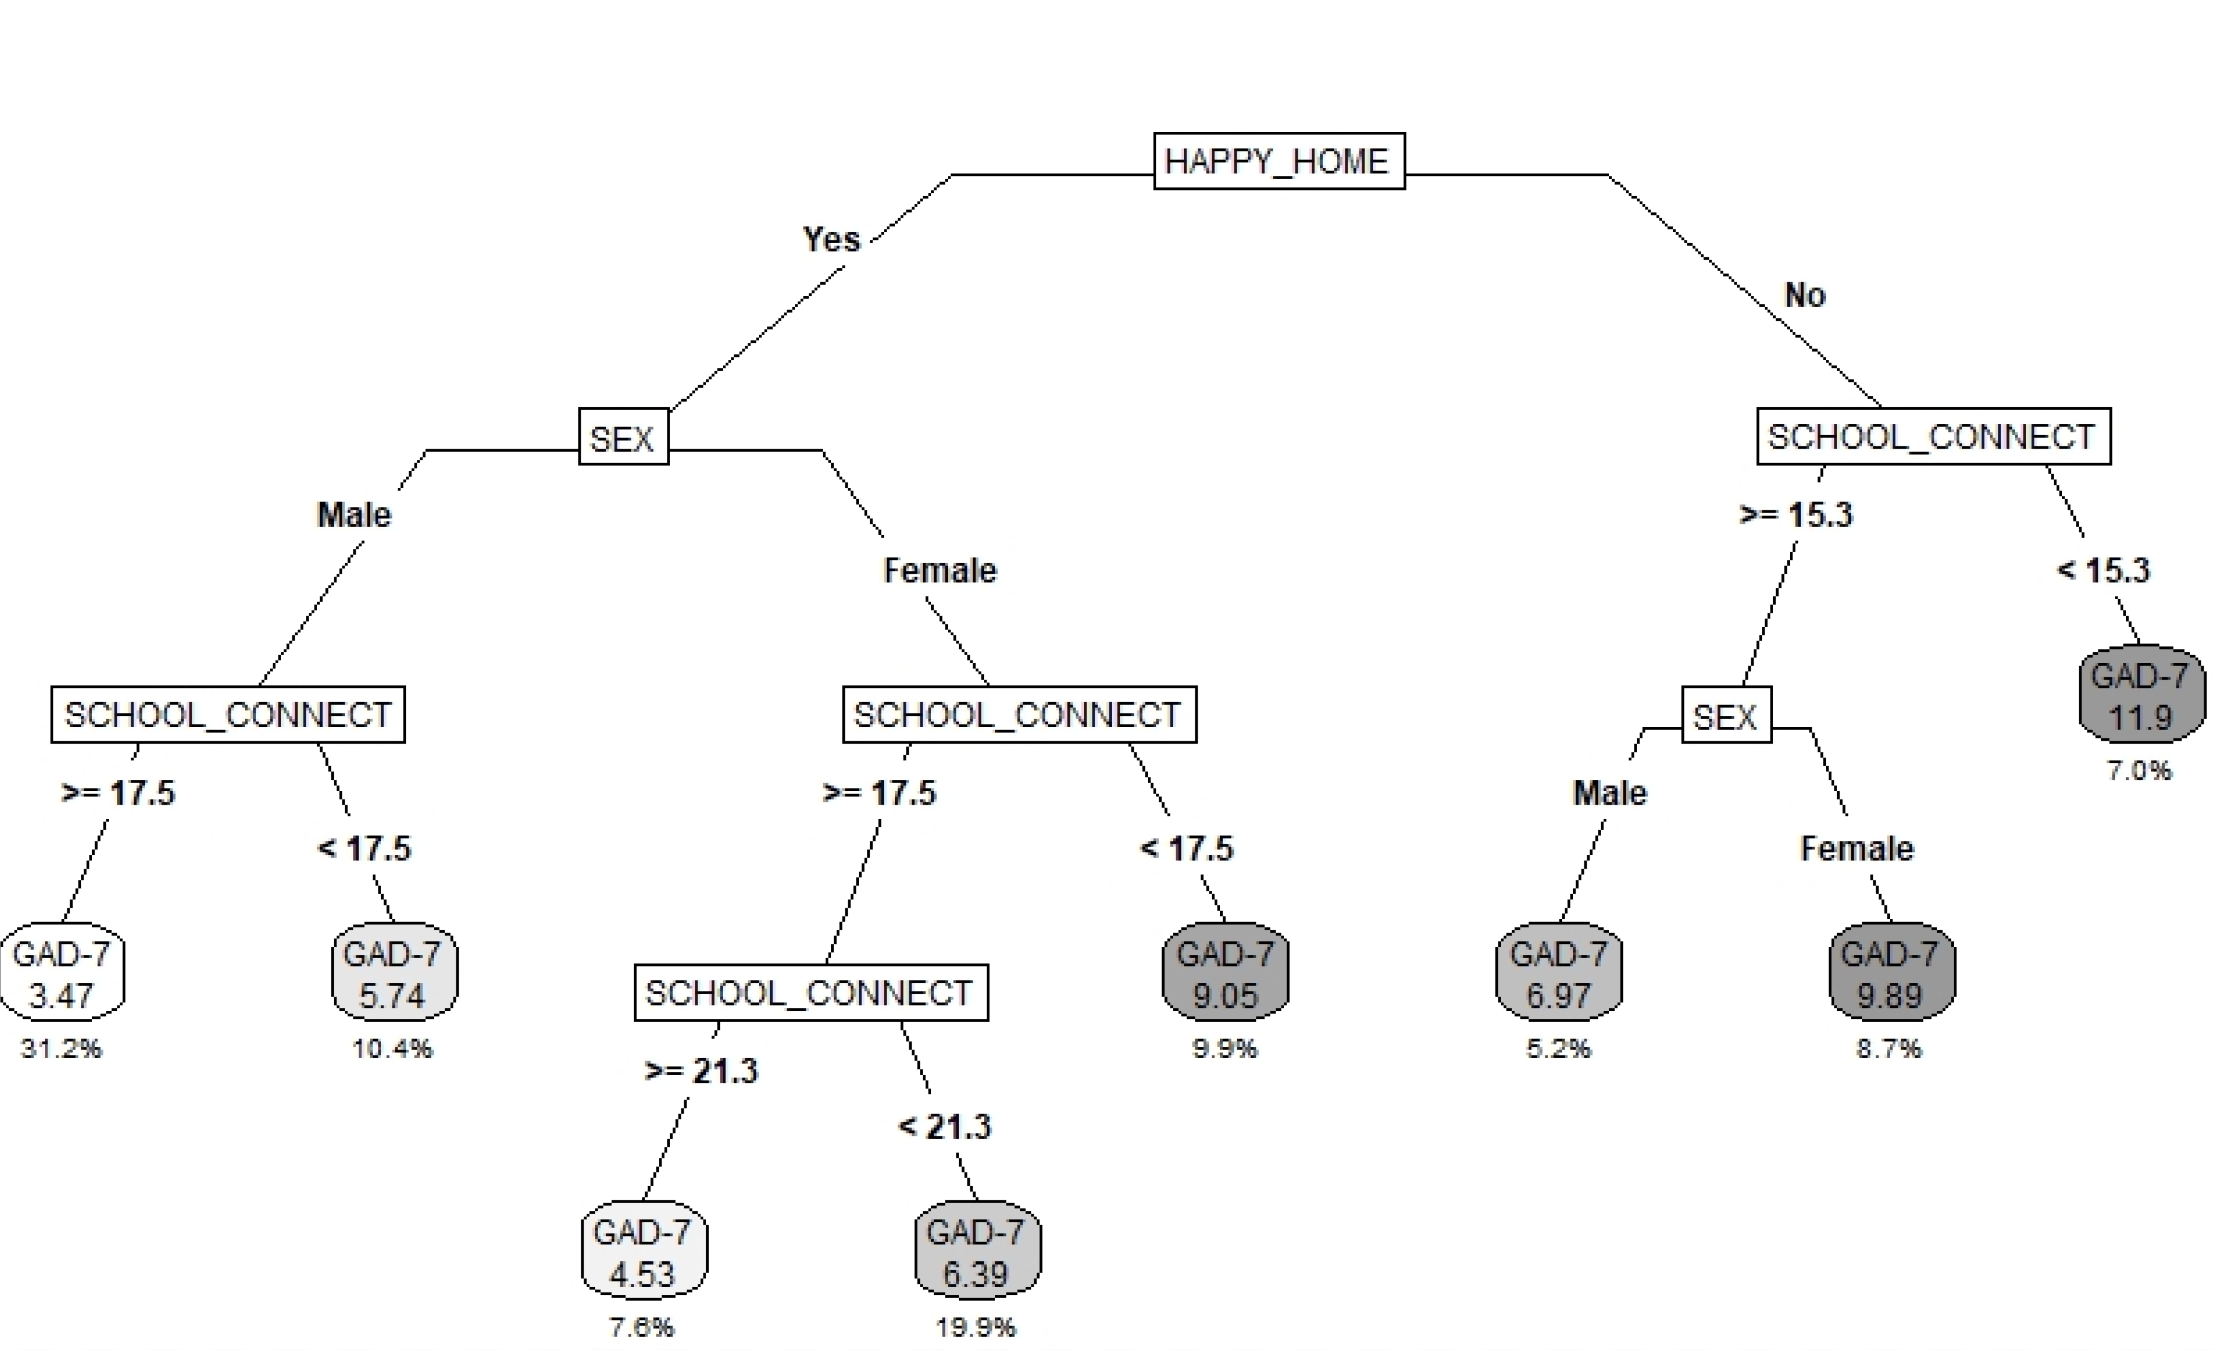 HAPPY_HOME
Yes
No
SEX
SCHOOL_CONNECT
Male
>= 15.3
Female
< 15.3
GAD-7
11.9
7.0%
SCHOOL_CONNECT
SCHOOL_CONNECT
SEX
>= 17.5
>= 17.5
Male
< 17.5
< 17.5
Female
GAD-7
3.47
31.2%
GAD-7
5.74
10.4%
SCHOOL_CONNECT
GAD-7
9.05
9.9%
GAD-7
6.97
5.2%
GAD-7
9.89
8.7%
>= 21.3
< 21.3
GAD-7
4.53
7.6%
GAD-7
6.39
19.9%